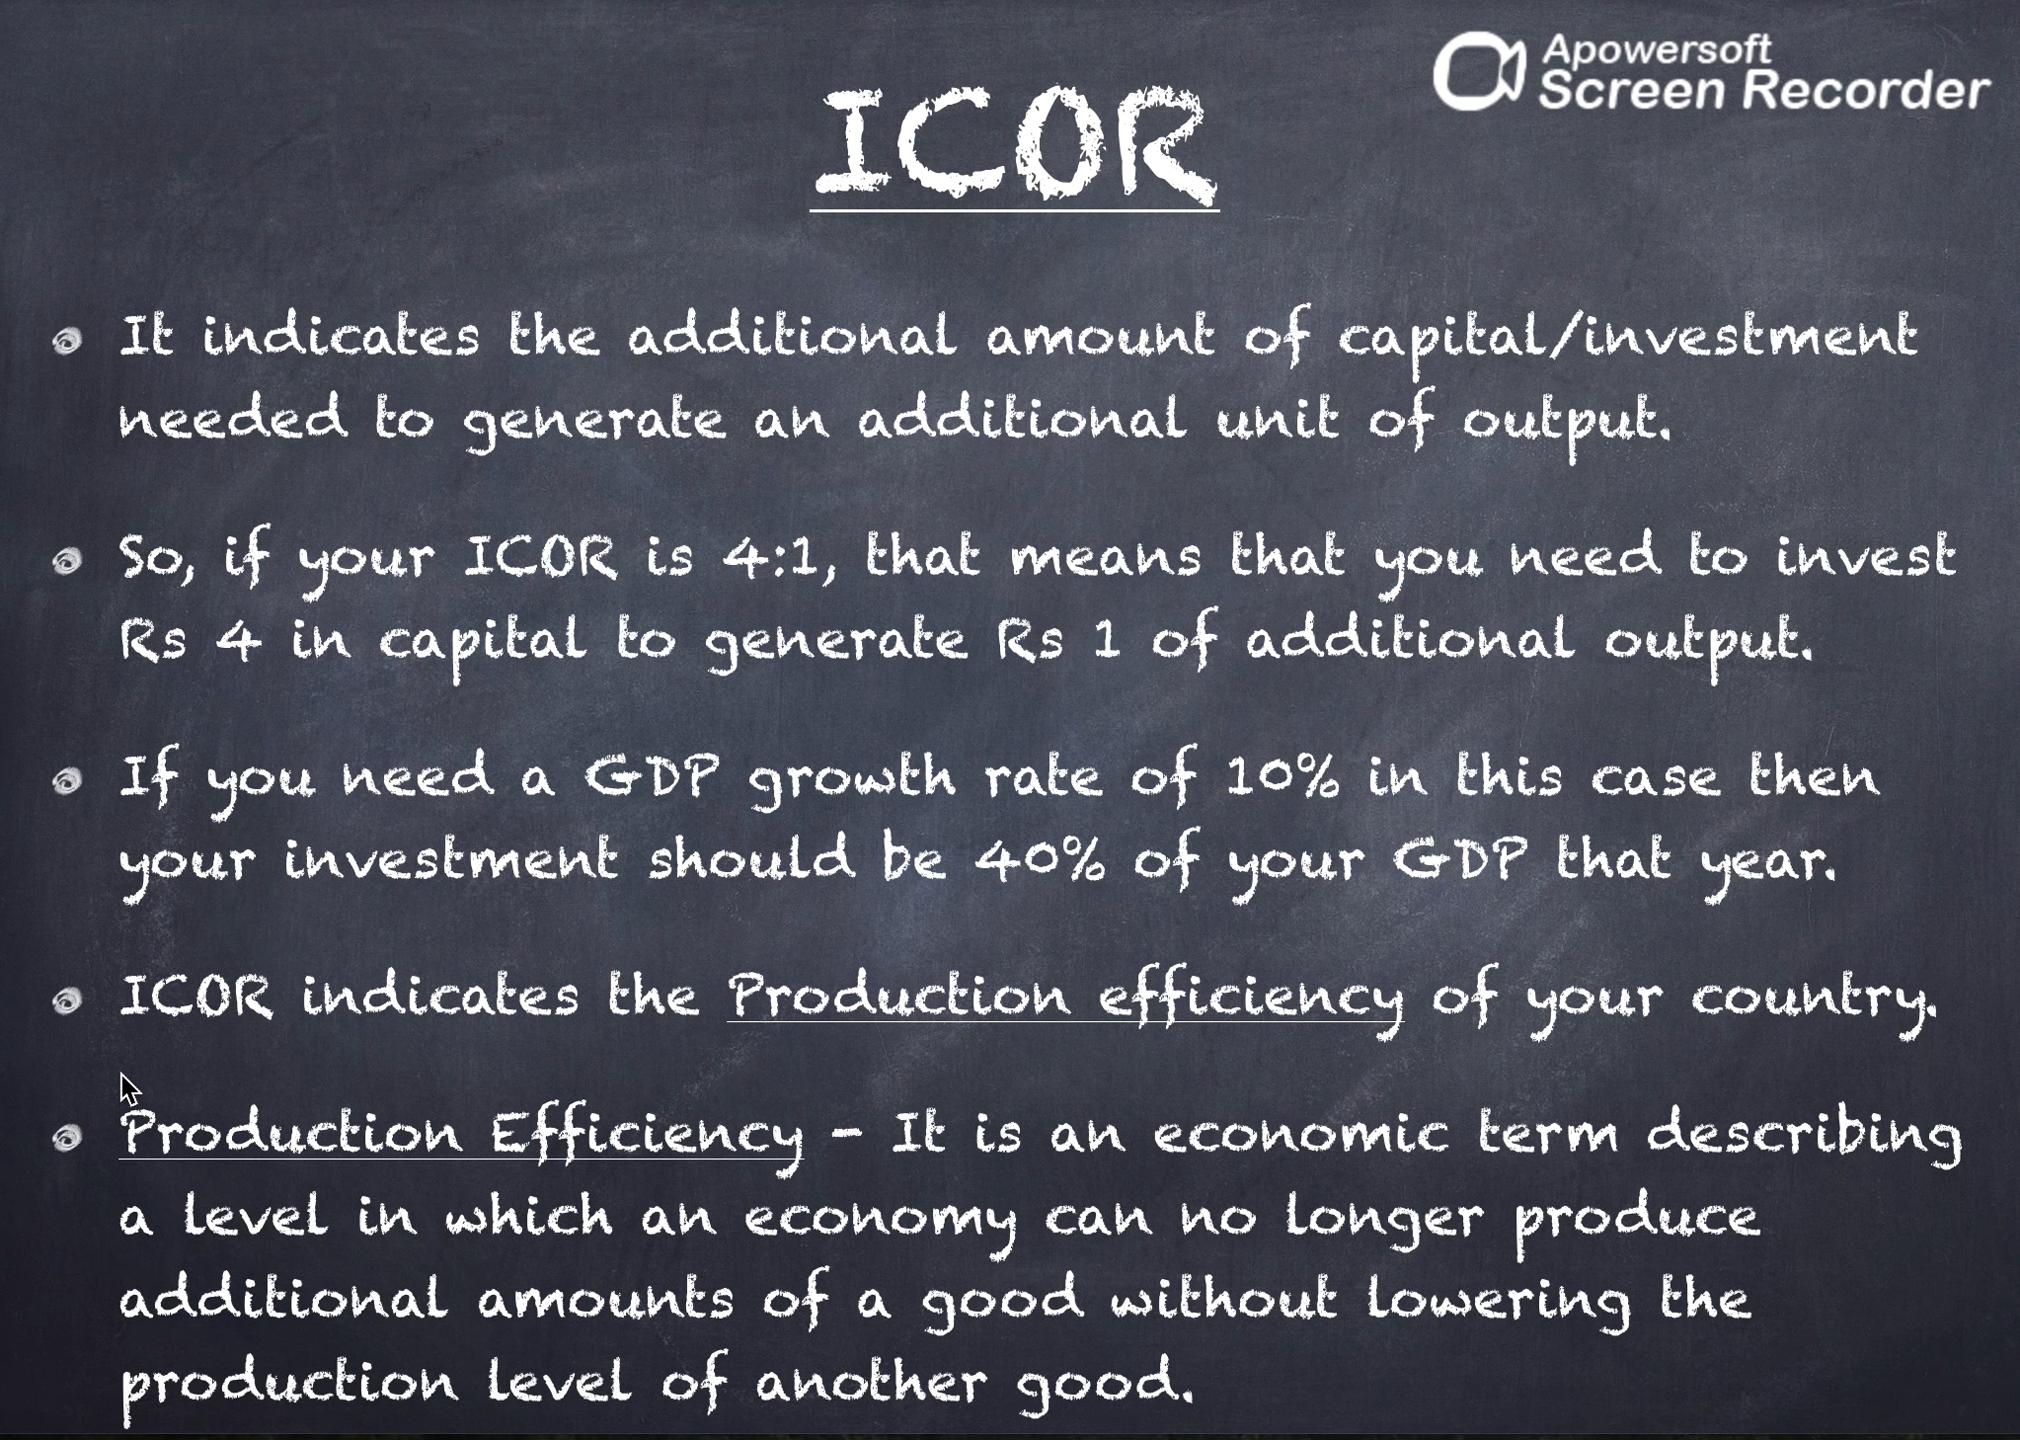 Apowersoft
Screen Recorder
ICOR
It indicates the additional amount of capital/investment
needed to generate an additional unit of output.
So, if your ICOR is 4:1, that means that you need to invest
Rs 4 in capital to generate Rs 1 of additional output.
If you need a GDP growth rate of 10% in this case then
your investment should be 40% of your GDP that year.
ICOR indicates the Production efficiency of your country.
Production Efficiency - It is an economic term describing
a level in which an economy can no longer produce
additional amounts of a good without lowering the
production level of another good.